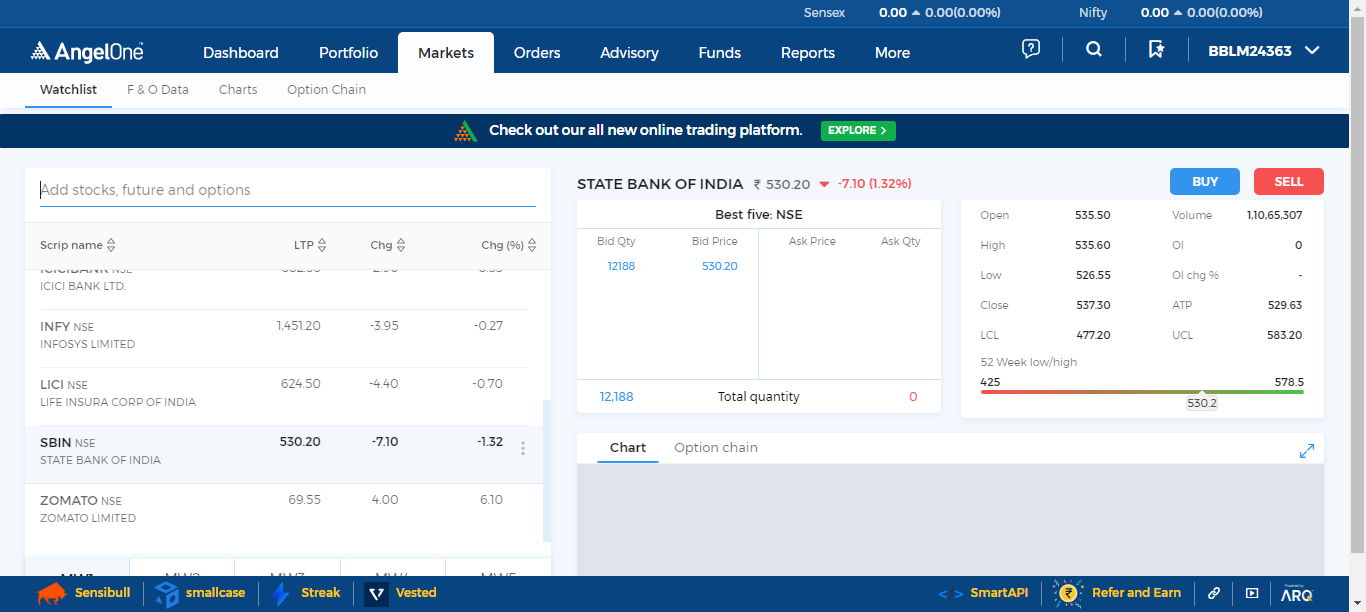 Sensex 0.00 0.00(0.00%) Nifty 0.00 0.00(0.00%)
AngelOne Dashboard Portfolio Markets Orders Advisory Funds Reports More BBLM24363
Watchlist F & O Data Charts Option Chain
Check out our all new online trading platform. EXPLORE >
Add stocks, future and options
Scrip name LTP Chg Chg (%)
ICICIBANK NSE
ICICI BANK LTD.
INFY NSE 1,451.20 -3.95 -0.27
INFOSYS LIMITED
LICI NSE 624.50 -4.40 -0.70
LIFE INSURA CORP OF INDIA
SBIN NSE 530.20 -7.10 -1.32
STATE BANK OF INDIA
ZOMATO NSE 69.55 4.00 6.10
ZOMATO LIMITED
MW1 MW2 MW3 MW4 MW5
STATE BANK OF INDIA ₹ 530.20 -7.10 (1.32%) BUY SELL
Best five: NSE
Bid Qty Bid Price Ask Price Ask Qty
12188 530.20
12,188 Total quantity 0
Open 535.50 Volume 1,10,65,307
High 535.60 OI 0
Low 526.55 OI chg % -
Close 537.30 ATP 529.63
LCL 477.20 UCL 583.20
52 Week low/high
425 578.5
530.2
Chart Option chain
Sensibull smallcase Streak Vested < > SmartAPI Refer and Earn Powered by ARQ